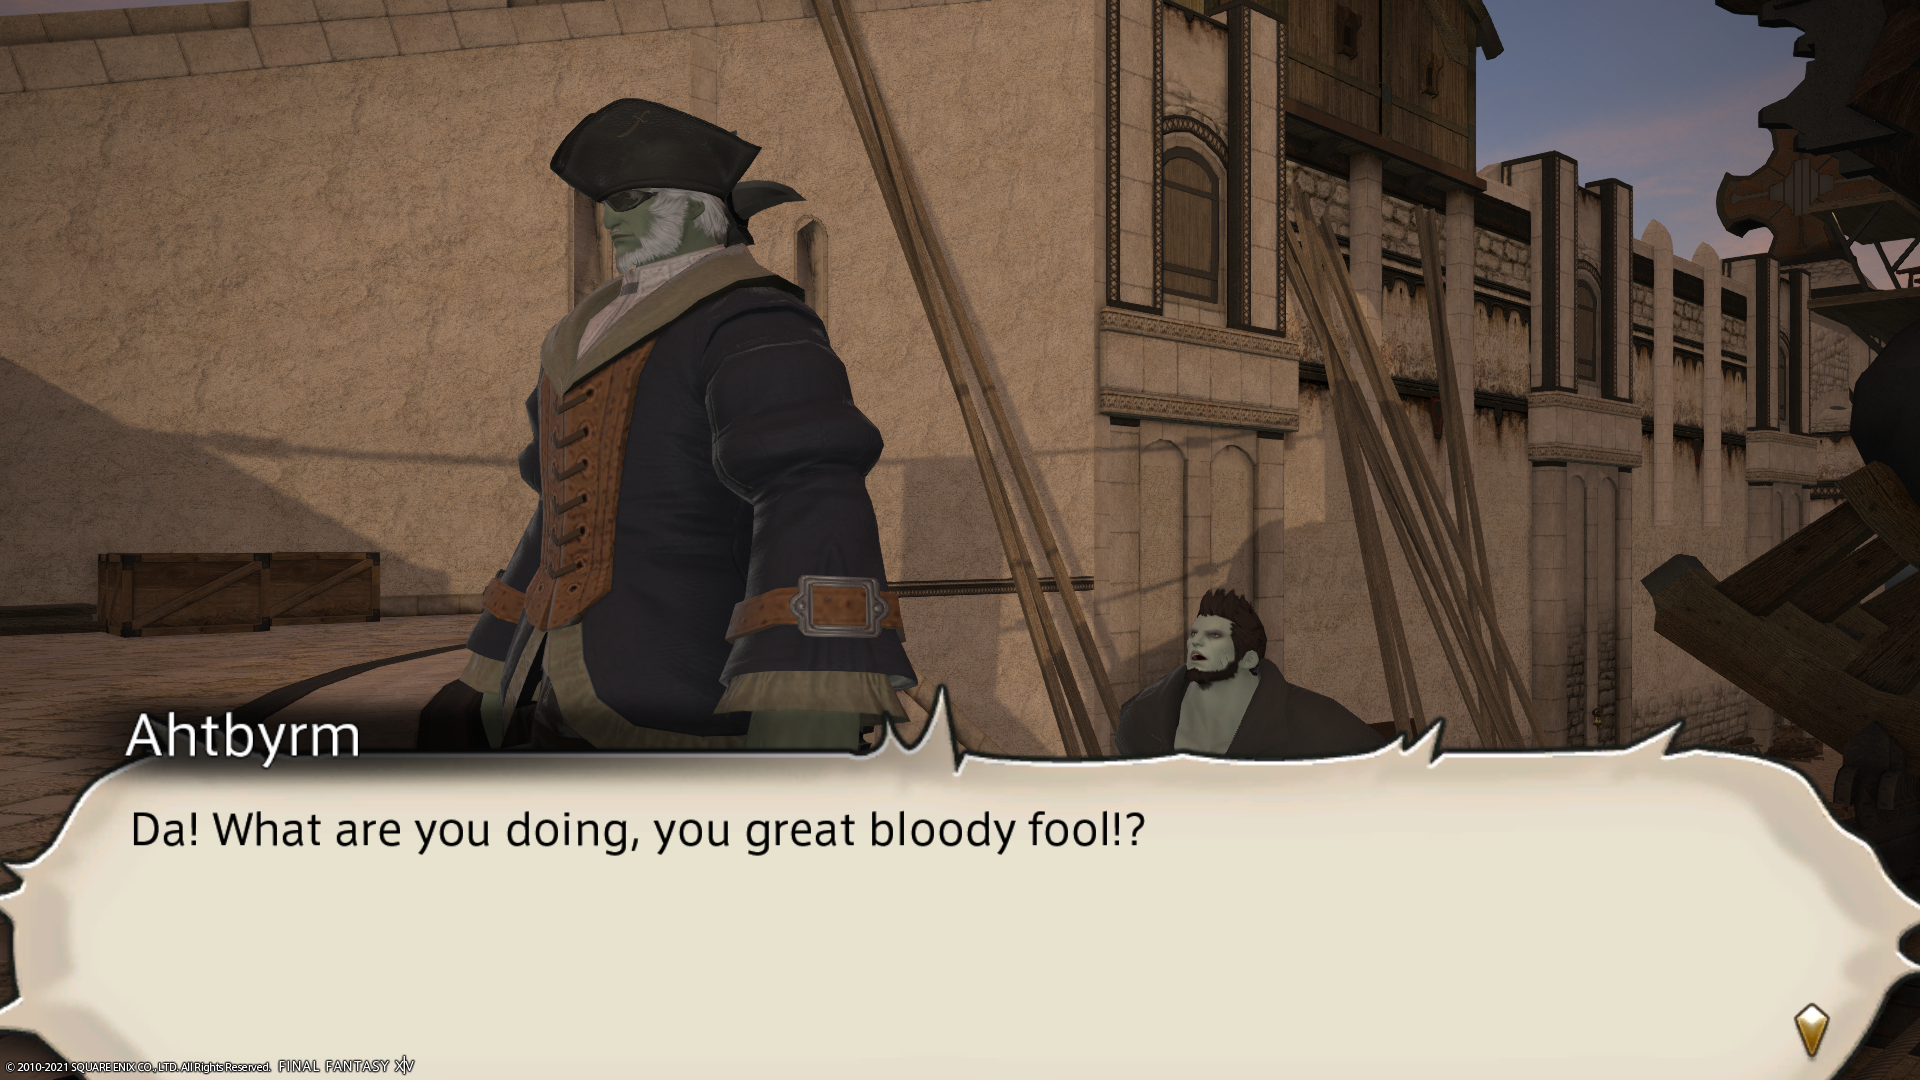 Ahtbyrm
Da! What are you doing, you great bloody fool!?
© 2010-2021 SQUARE ENIX CO., LTD. All Rights Reserved. FINAL FANTASY XIV